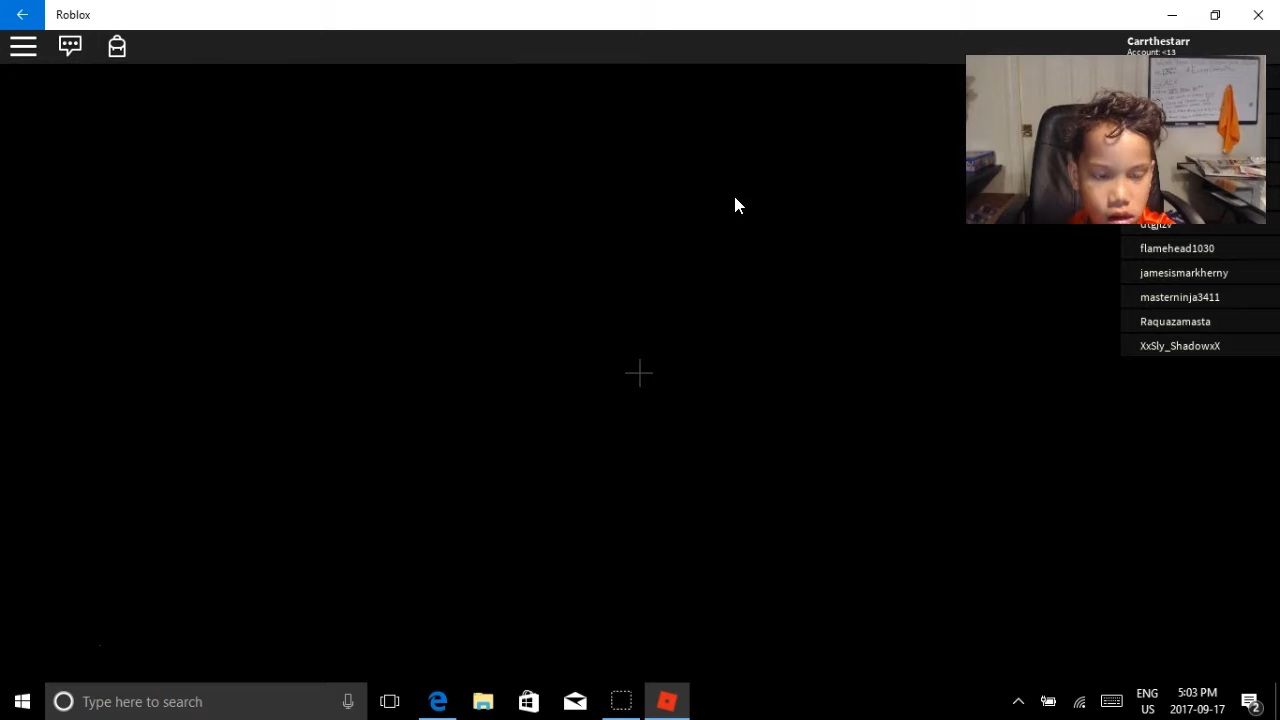 Roblox
Carrthestarr
Account: <13
flamehead1030
jamesismarkherny
masterninja3411
Raquazamasta
XxSly_ShadowxX
Type here to search
ENG
US
5:03 PM
2017-09-17
2